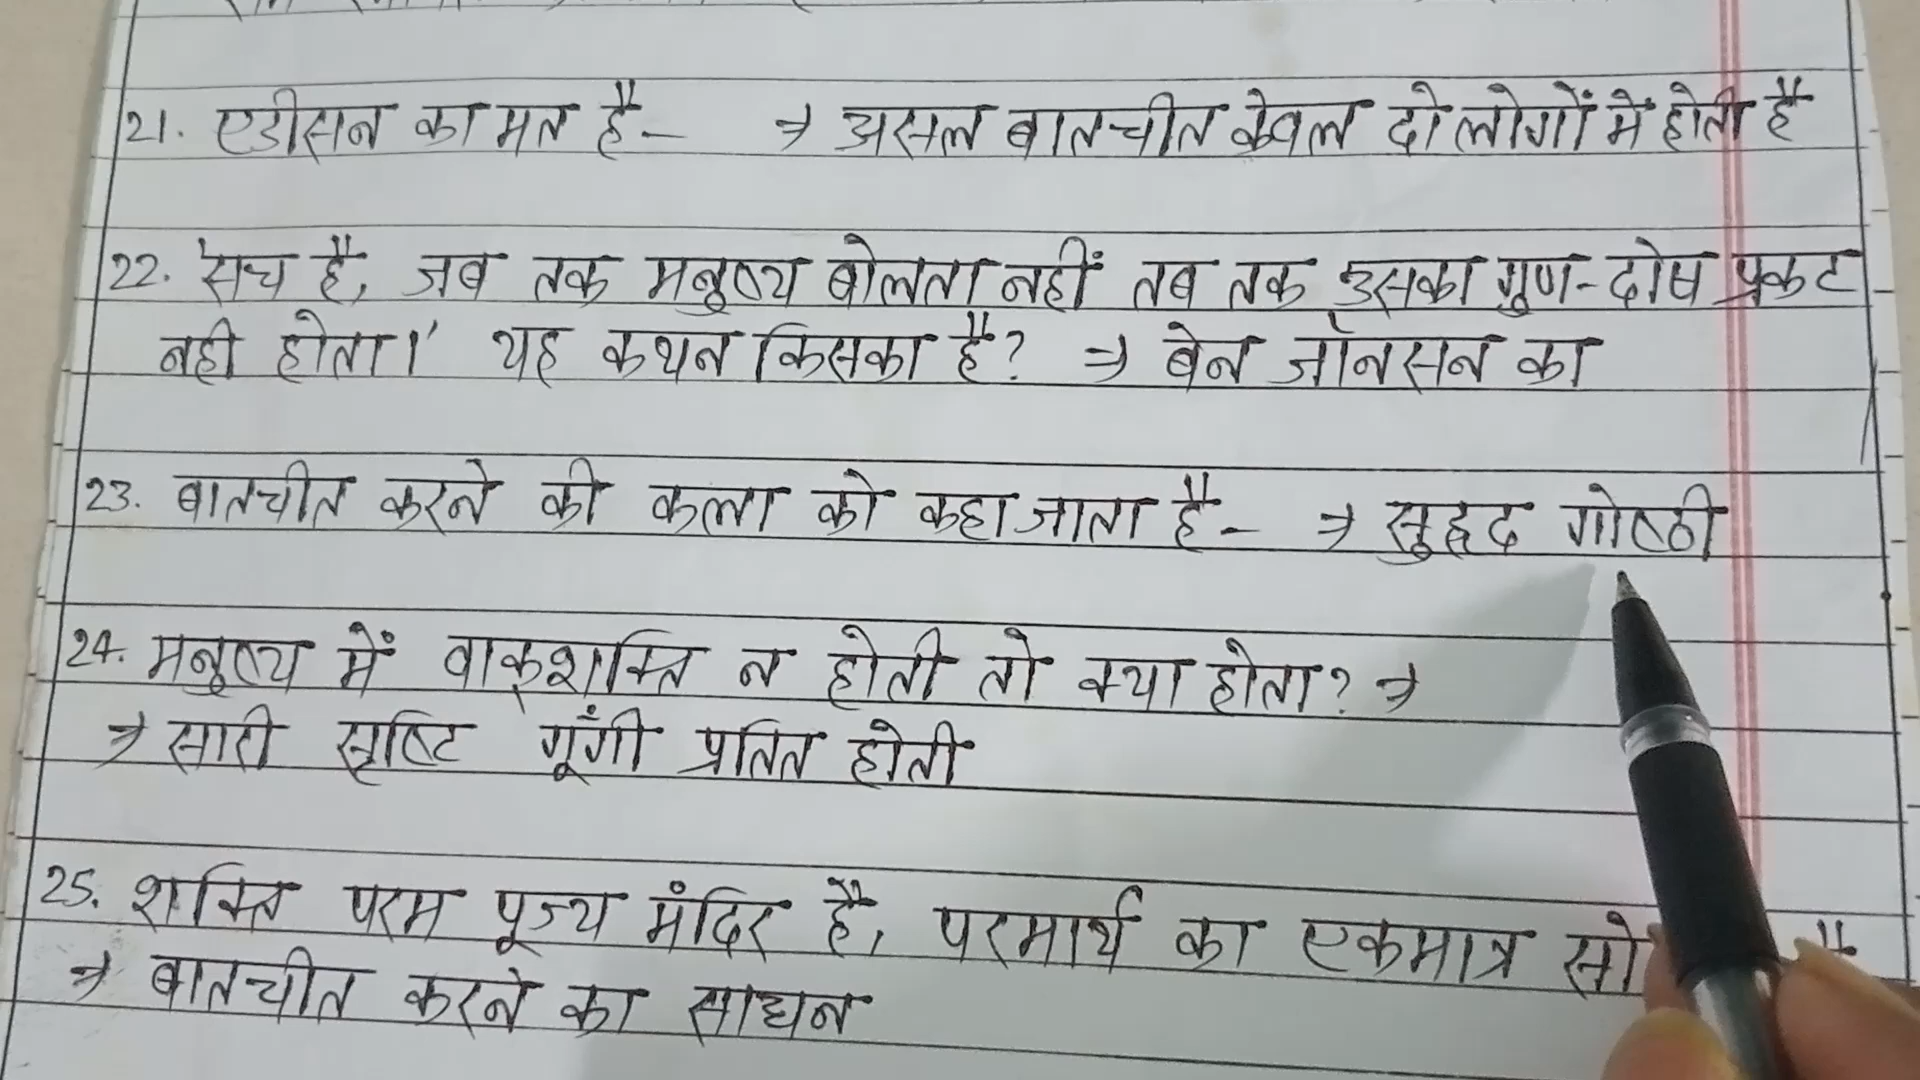 21. एडीसन का मत है- → असल बातचीत केवल दो लोगों में होती है
22. 'सच है, जब तक मनुष्य बोलता नहीं तब तक उसका गुण-दोष प्रकट
नही होता।' यह कथन किसका है? ⇒ बेन जॉनसन का
23. बातचीत करने की कला को कहा जाता है- → सुहृद गोष्ठी
24. मनुष्य में वाक्शक्ति न होती तो क्या होता? →
→ सारी सृष्टि गूँगी प्रतित होती
25. शक्ति परम पूज्य मंदिर है, परमार्थ का एकमात्र
→ बातचीत करने का साधन